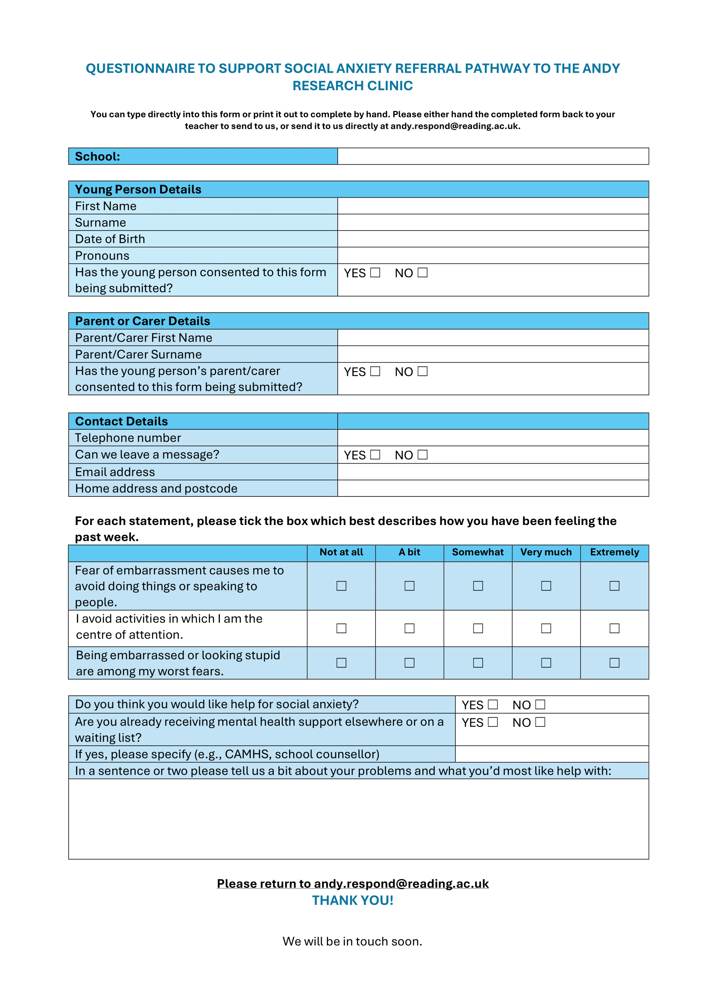 QUESTIONNAIRE TO SUPPORT SOCIAL ANXIETY REFERRAL PATHWAY TO THE ANDY
RESEARCH CLINIC
You can type directly into this form or print it out to complete by hand. Please either hand the completed form back to your
teacher to send to us, or send it to us directly at andy.respond@reading.ac.uk.
School:
Young Person Details
First Name
Surname
Date of Birth
Pronouns
Has the young person consented to this form YES ☐ NO ☐
being submitted?
Parent or Carer Details
Parent/Carer First Name
Parent/Carer Surname
Has the young person’s parent/carer YES ☐ NO ☐
consented to this form being submitted?
Contact Details
Telephone number
Can we leave a message? YES ☐ NO ☐
Email address
Home address and postcode
For each statement, please tick the box which best describes how you have been feeling the
past week.
Not at all A bit Somewhat Very much Extremely
Fear of embarrassment causes me to
avoid doing things or speaking to ☐ ☐ ☐ ☐ ☐
people.
I avoid activities in which I am the
centre of attention. ☐ ☐ ☐ ☐ ☐
Being embarrassed or looking stupid
are among my worst fears. ☐ ☐ ☐ ☐ ☐
Do you think you would like help for social anxiety? YES ☐ NO ☐
Are you already receiving mental health support elsewhere or on a YES ☐ NO ☐
waiting list?
If yes, please specify (e.g., CAMHS, school counsellor)
In a sentence or two please tell us a bit about your problems and what you’d most like help with:
Please return to andy.respond@reading.ac.uk
THANK YOU!
We will be in touch soon.